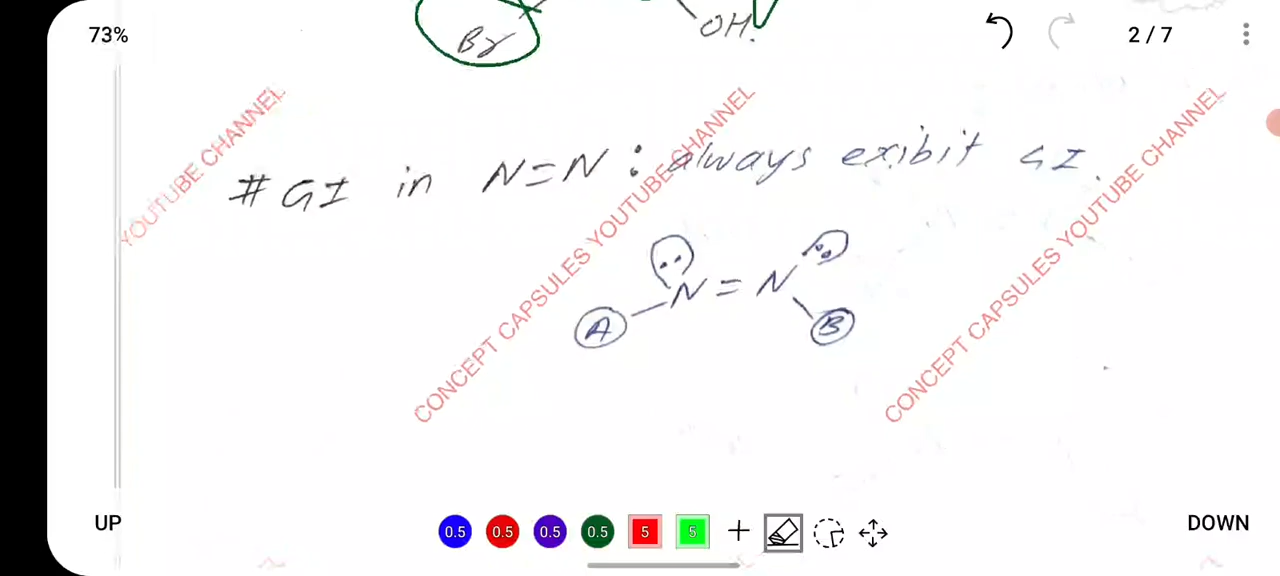 73%
2 / 7
Br
OH
YOUTUBE CHANNEL
CONCEPT CAPSULES YOUTUBE CHANNEL
CONCEPT CAPSULES YOUTUBE CHANNEL
# GI in N=N : always exibit GI.
N = N
A
B
UP
0.5 0.5 0.5 0.5 5 5
DOWN